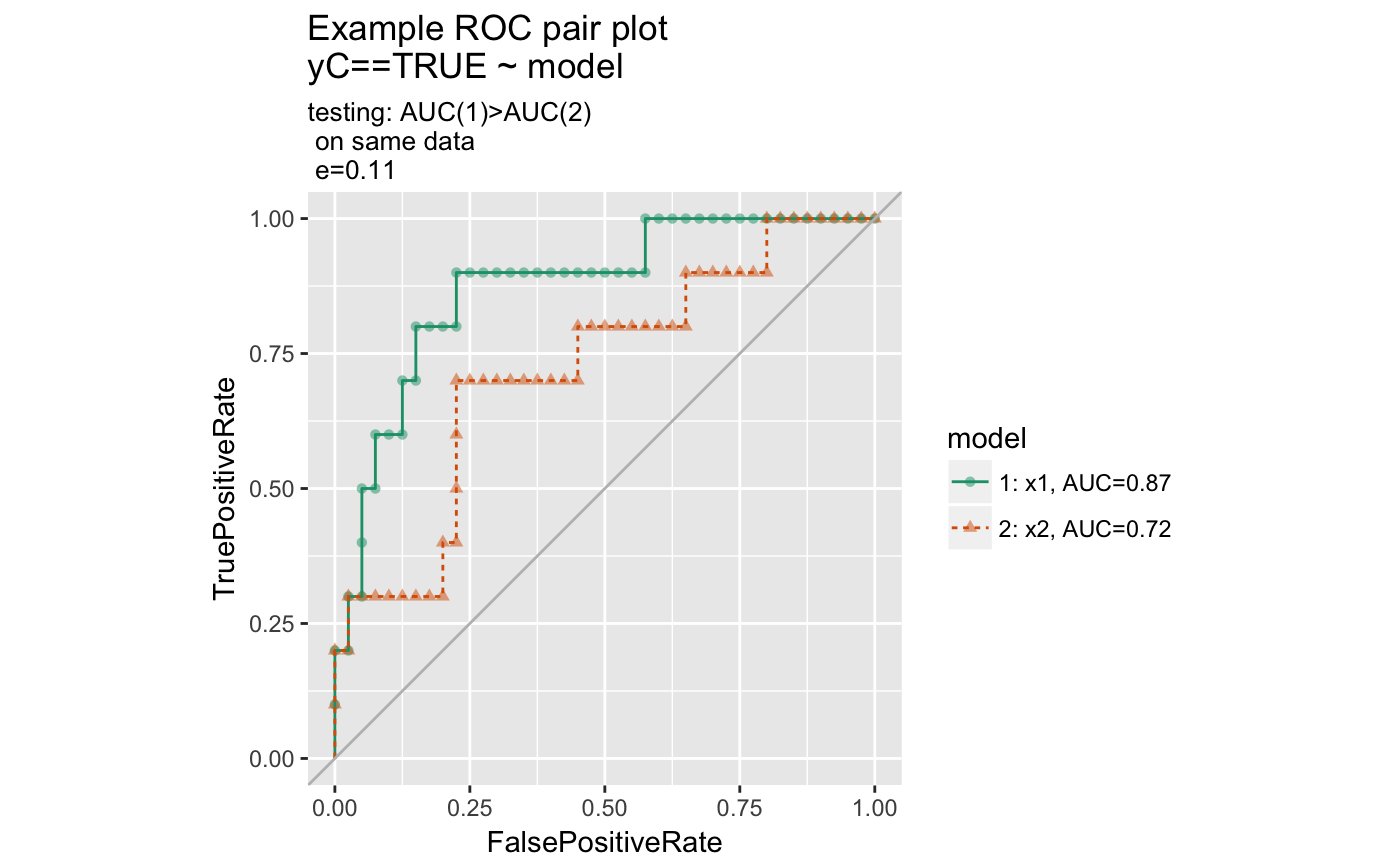 Example ROC pair plot
yC==TRUE ~ model
testing: AUC(1)>AUC(2)
on same data
e=0.11
1.00
0.75
0.50
0.25
0.00
TruePositiveRate
0.00 0.25 0.50 0.75 1.00
FalsePositiveRate
model
1: x1, AUC=0.87
2: x2, AUC=0.72